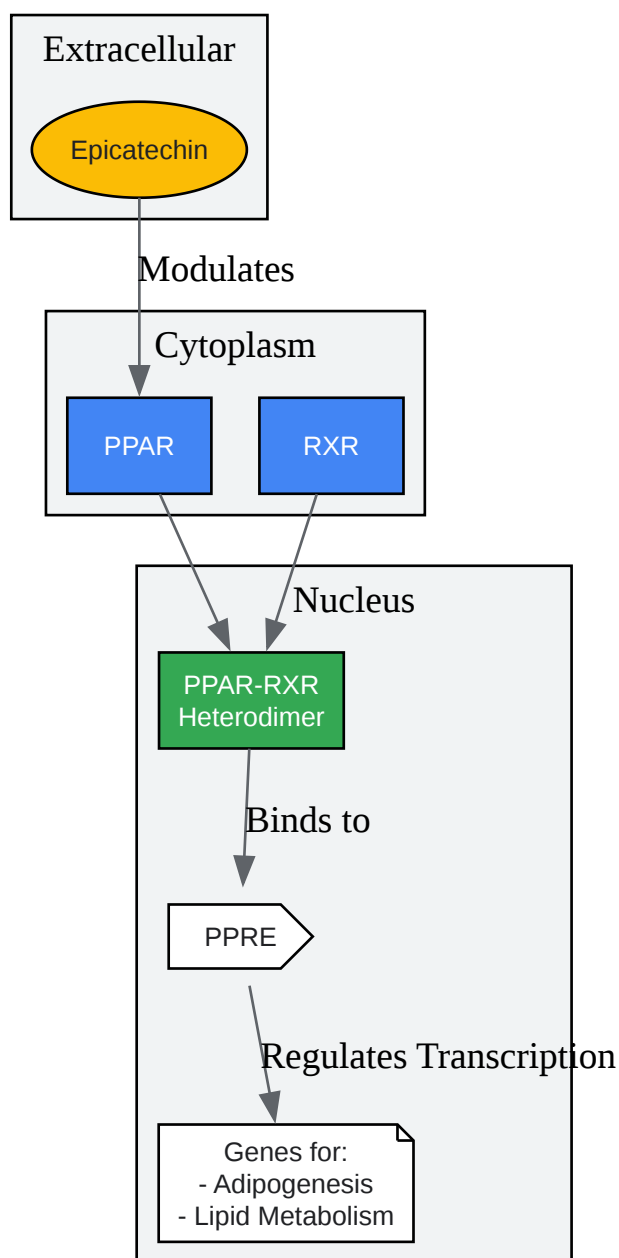 Extracellular
Epicatechin
Modulates
Cytoplasm
PPAR
RXR
Nucleus
PPAR-RXR
Heterodimer
Binds to
PPRE
Regulates Transcription
Genes for:
- Adipogenesis
- Lipid Metabolism